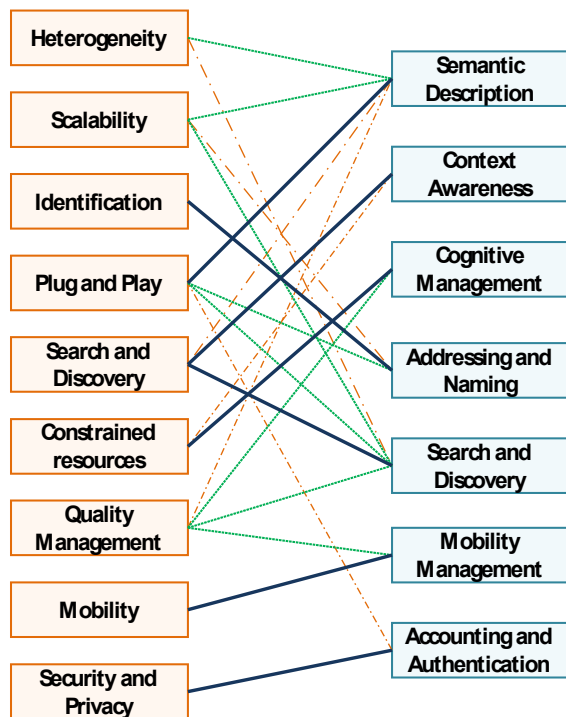 Heterogeneity
Scalability
Identification
Plug and Play
Search and
Discovery
Constrained
resources
Quality
Management
Mobility
Security and
Privacy
Semantic
Description
Context
Awareness
Cognitive
Management
Addressing and
Naming
Search and
Discovery
Mobility
Management
Accounting and
Authentication